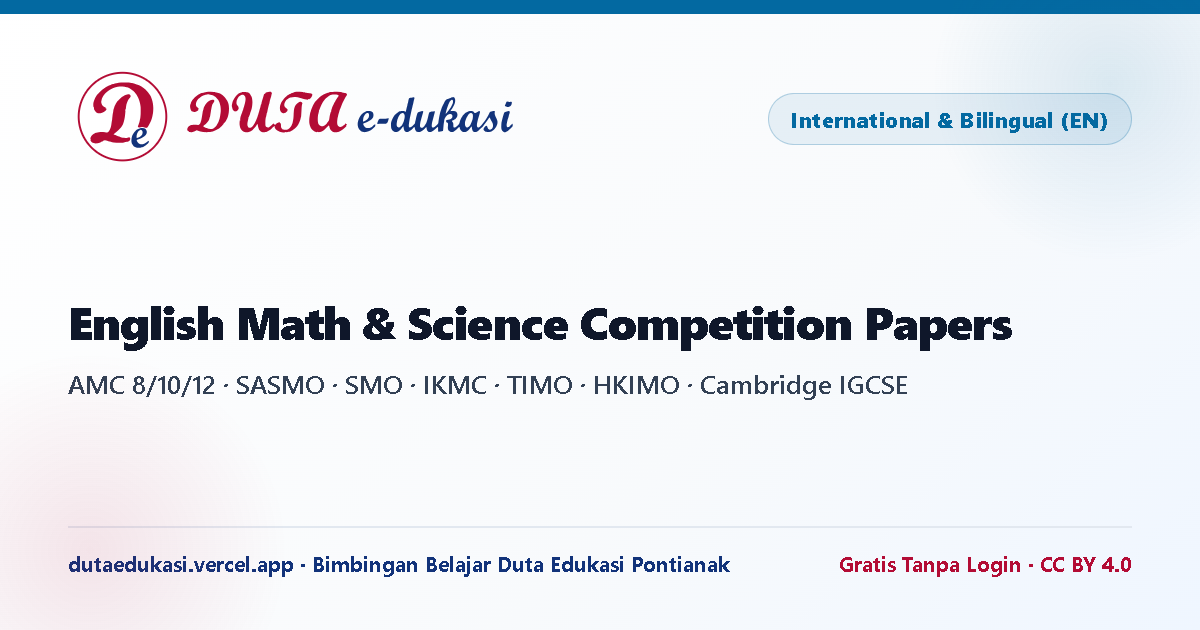 De
DUTA e-dukasi
International & Bilingual (EN)
English Math & Science Competition Papers
AMC 8/10/12 · SASMO · SMO · IKMC · TIMO · HKIMO · Cambridge IGCSE
dutaedukasi.vercel.app · Bimbingan Belajar Duta Edukasi Pontianak
Gratis Tanpa Login · CC BY 4.0